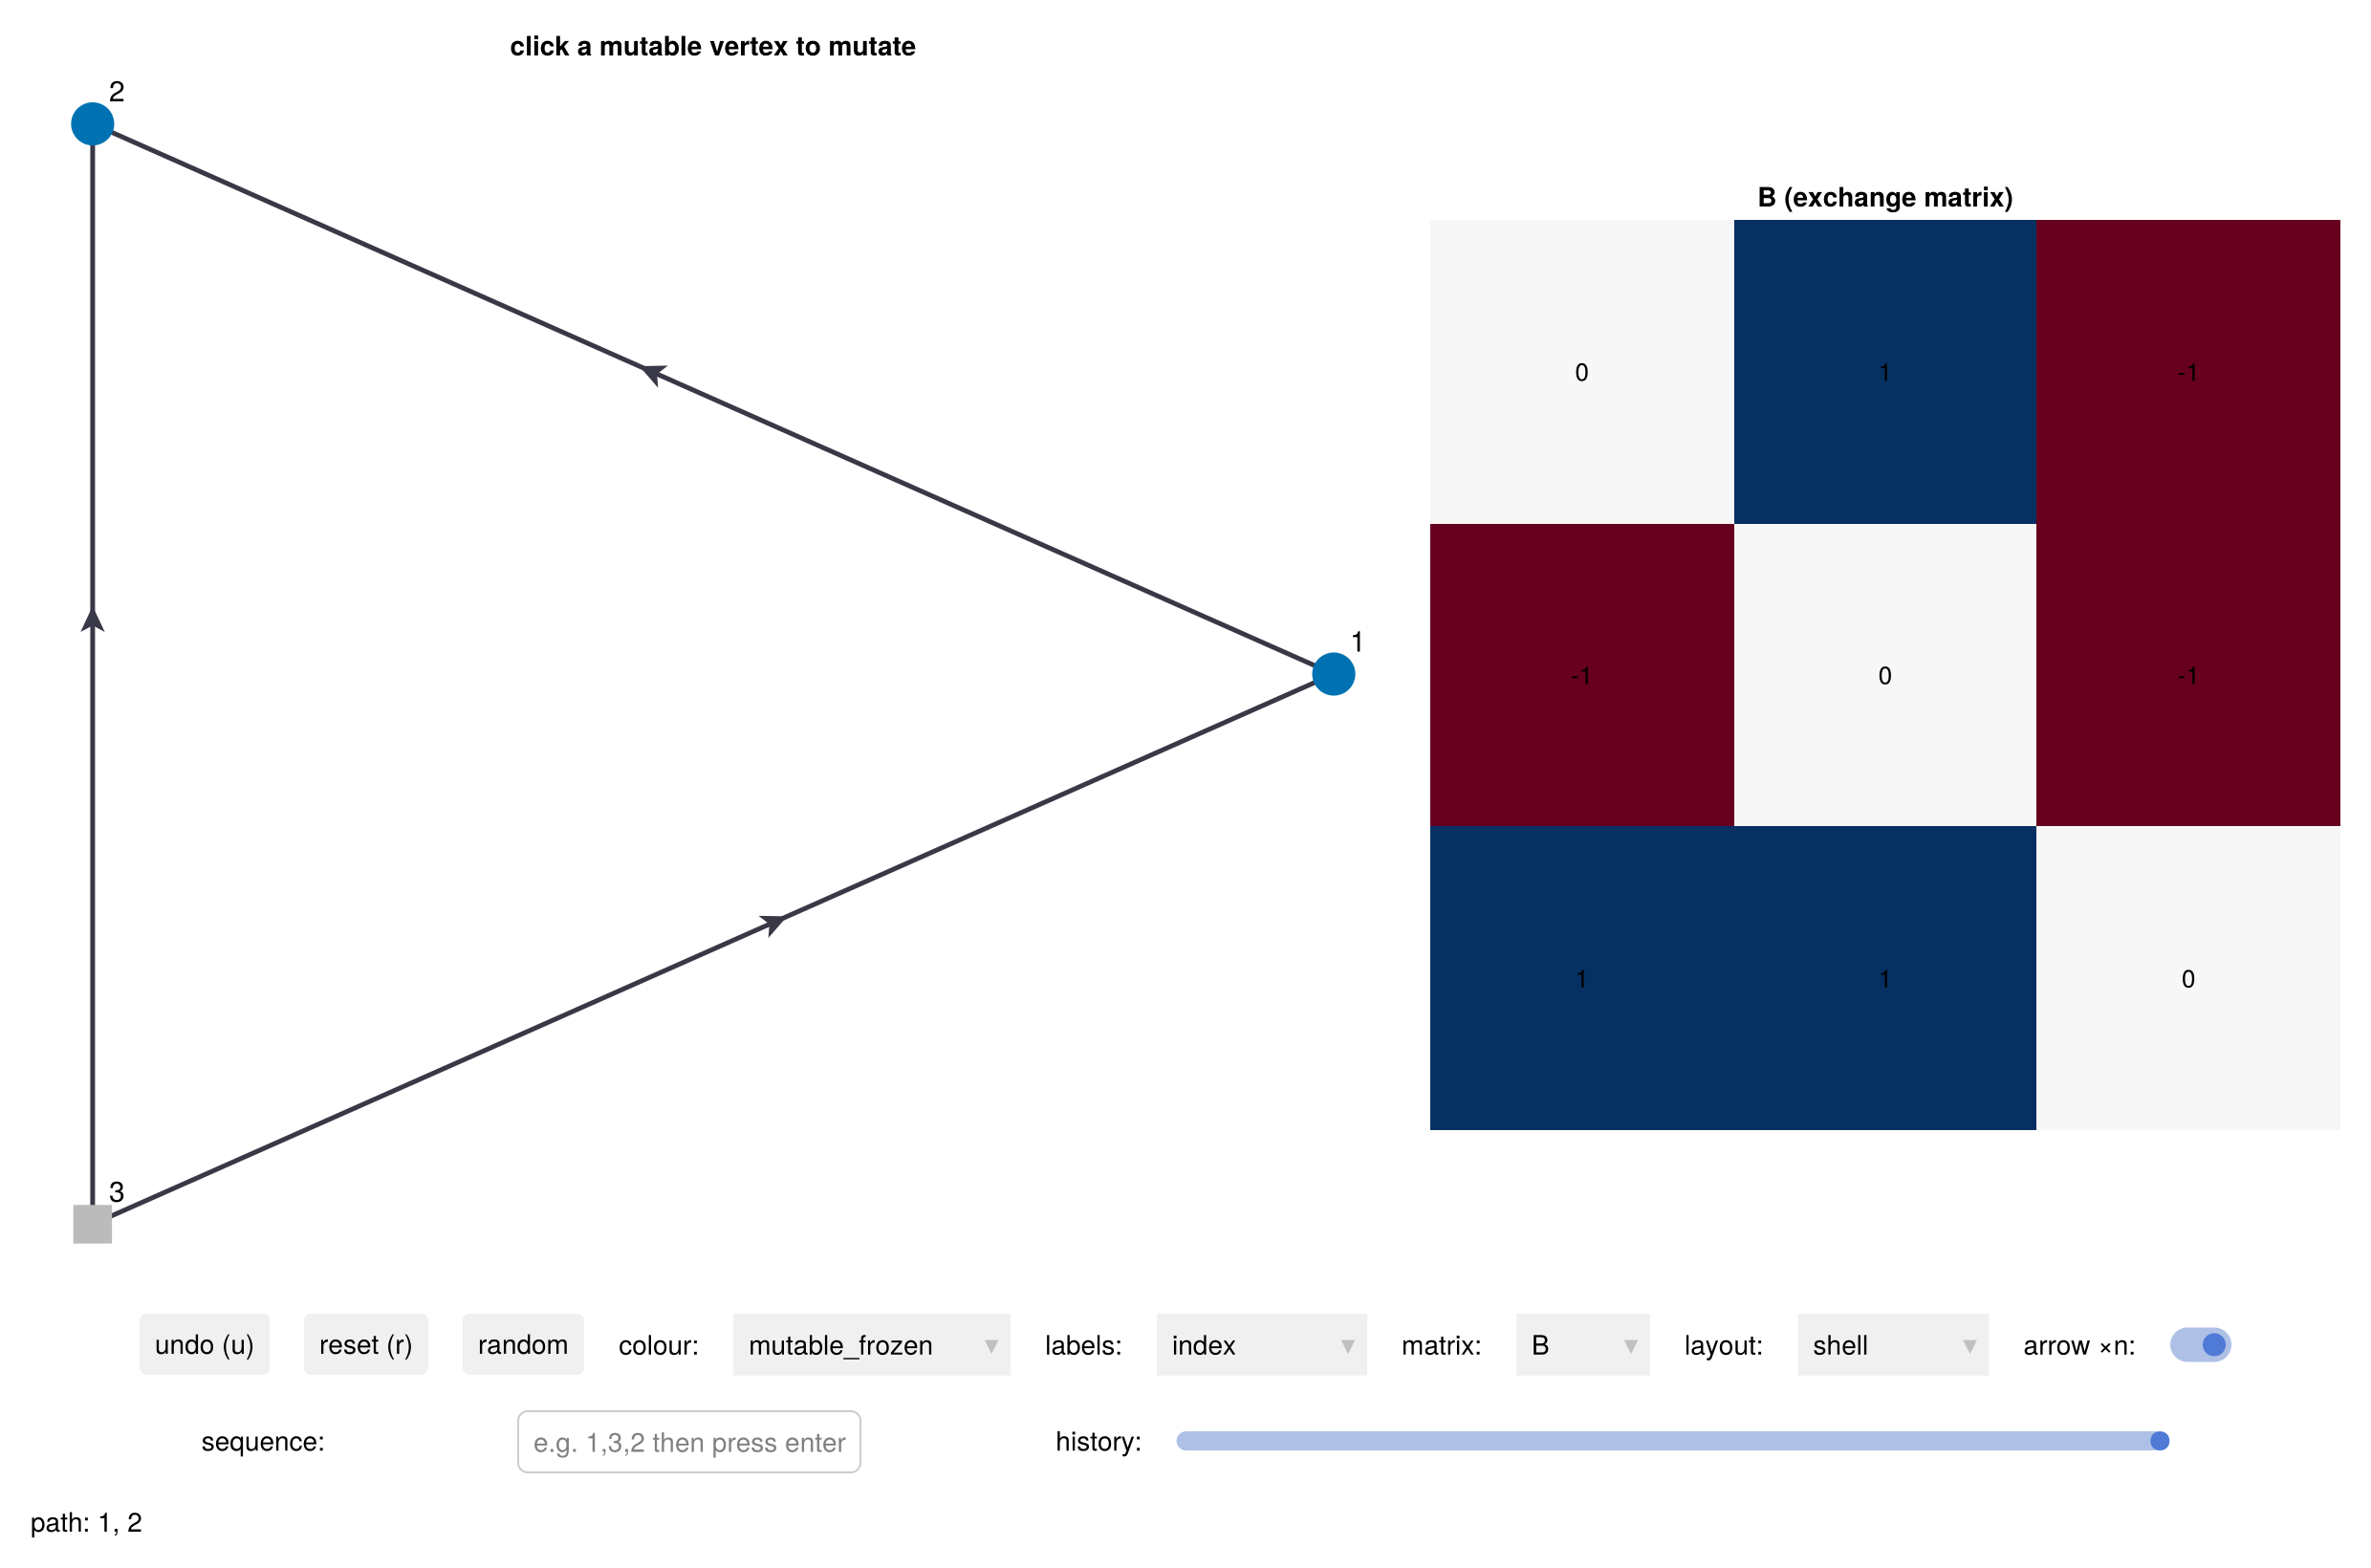 click a mutable vertex to mutate
2
1
3
B (exchange matrix)
0 1 -1
-1 0 -1
1 1 0
undo (u) reset (r) random colour: mutable_frozen ▼ labels: index ▼ matrix: B ▼ layout: shell ▼ arrow ×n:
sequence: e.g. 1,3,2 then press enter history:
path: 1, 2